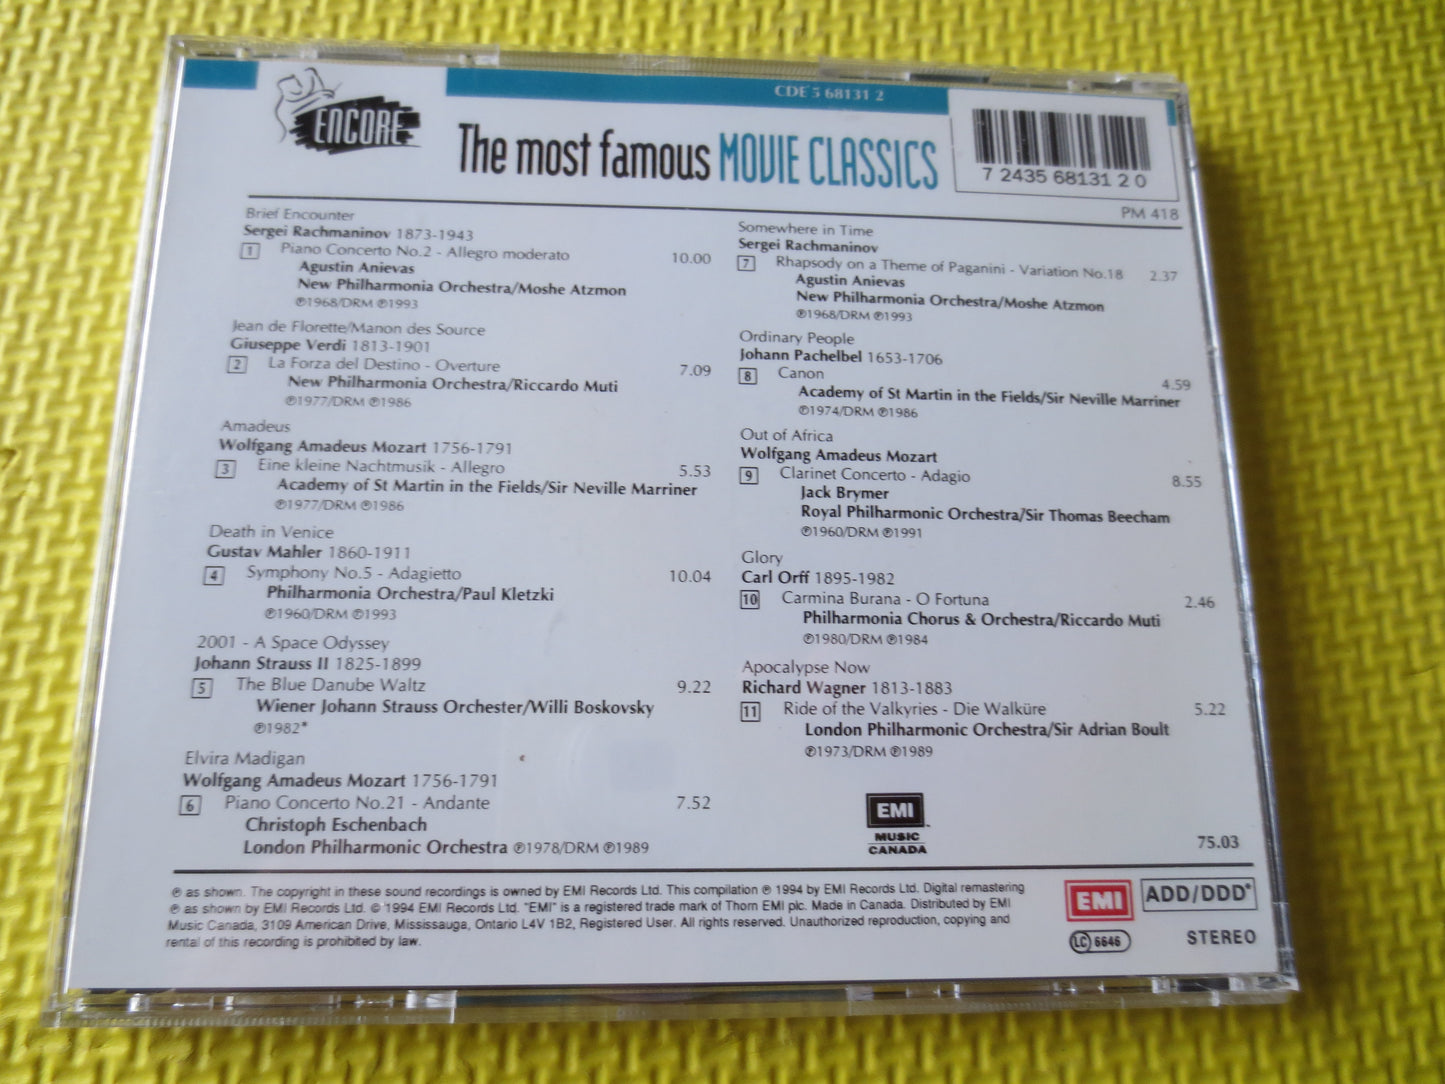 CDE 5 68131 2
ENCORE
The most famous MOVIE CLASSICS
7 2435 68131 2 0
PM 418
Brief Encounter
Sergei Rachmaninov 1873-1943
1 Piano Concerto No.2 - Allegro moderato 10.00
Agustin Anievas
New Philharmonia Orchestra/Moshe Atzmon
℗1968/DRM ℗1993
Jean de Florette/Manon des Source
Giuseppe Verdi 1813-1901
2 La Forza del Destino - Overture 7.09
New Philharmonia Orchestra/Riccardo Muti
℗1977/DRM ℗1986
Amadeus
Wolfgang Amadeus Mozart 1756-1791
3 Eine kleine Nachtmusik - Allegro 5.53
Academy of St Martin in the Fields/Sir Neville Marriner
℗1977/DRM ℗1986
Death in Venice
Gustav Mahler 1860-1911
4 Symphony No.5 - Adagietto 10.04
Philharmonia Orchestra/Paul Kletzki
℗1960/DRM ℗1993
2001 - A Space Odyssey
Johann Strauss II 1825-1899
5 The Blue Danube Waltz 9.22
Wiener Johann Strauss Orchester/Willi Boskovsky
℗1982*
Elvira Madigan
Wolfgang Amadeus Mozart 1756-1791
6 Piano Concerto No.21 - Andante 7.52
Christoph Eschenbach
London Philharmonic Orchestra ℗1978/DRM ℗1989
Somewhere in Time
Sergei Rachmaninov
7 Rhapsody on a Theme of Paganini - Variation No.18 2.37
Agustin Anievas
New Philharmonia Orchestra/Moshe Atzmon
℗1968/DRM ℗1993
Ordinary People
Johann Pachelbel 1653-1706
8 Canon 4.59
Academy of St Martin in the Fields/Sir Neville Marriner
℗1974/DRM ℗1986
Out of Africa
Wolfgang Amadeus Mozart
9 Clarinet Concerto - Adagio 8.55
Jack Brymer
Royal Philharmonic Orchestra/Sir Thomas Beecham
℗1960/DRM ℗1991
Glory
Carl Orff 1895-1982
10 Carmina Burana - O Fortuna 2.46
Philharmonia Chorus & Orchestra/Riccardo Muti
℗1980/DRM ℗1984
Apocalypse Now
Richard Wagner 1813-1883
11 Ride of the Valkyries - Die Walküre 5.22
London Philharmonic Orchestra/Sir Adrian Boult
℗1973/DRM ℗1989
EMI
MUSIC
CANADA
75.03
℗ as shown. The copyright in these sound recordings is owned by EMI Records Ltd. This compilation ℗ 1994 by EMI Records Ltd. Digital remastering
℗ as shown by EMI Records Ltd. © 1994 EMI Records Ltd. "EMI" is a registered trade mark of Thorn EMI plc. Made in Canada. Distributed by EMI
Music Canada, 3109 American Drive, Mississauga, Ontario L4V 1B2, Registered User. All rights reserved. Unauthorized reproduction, copying and
rental of this recording is prohibited by law.
EMI
ADD/DDD*
LC 6646
STEREO